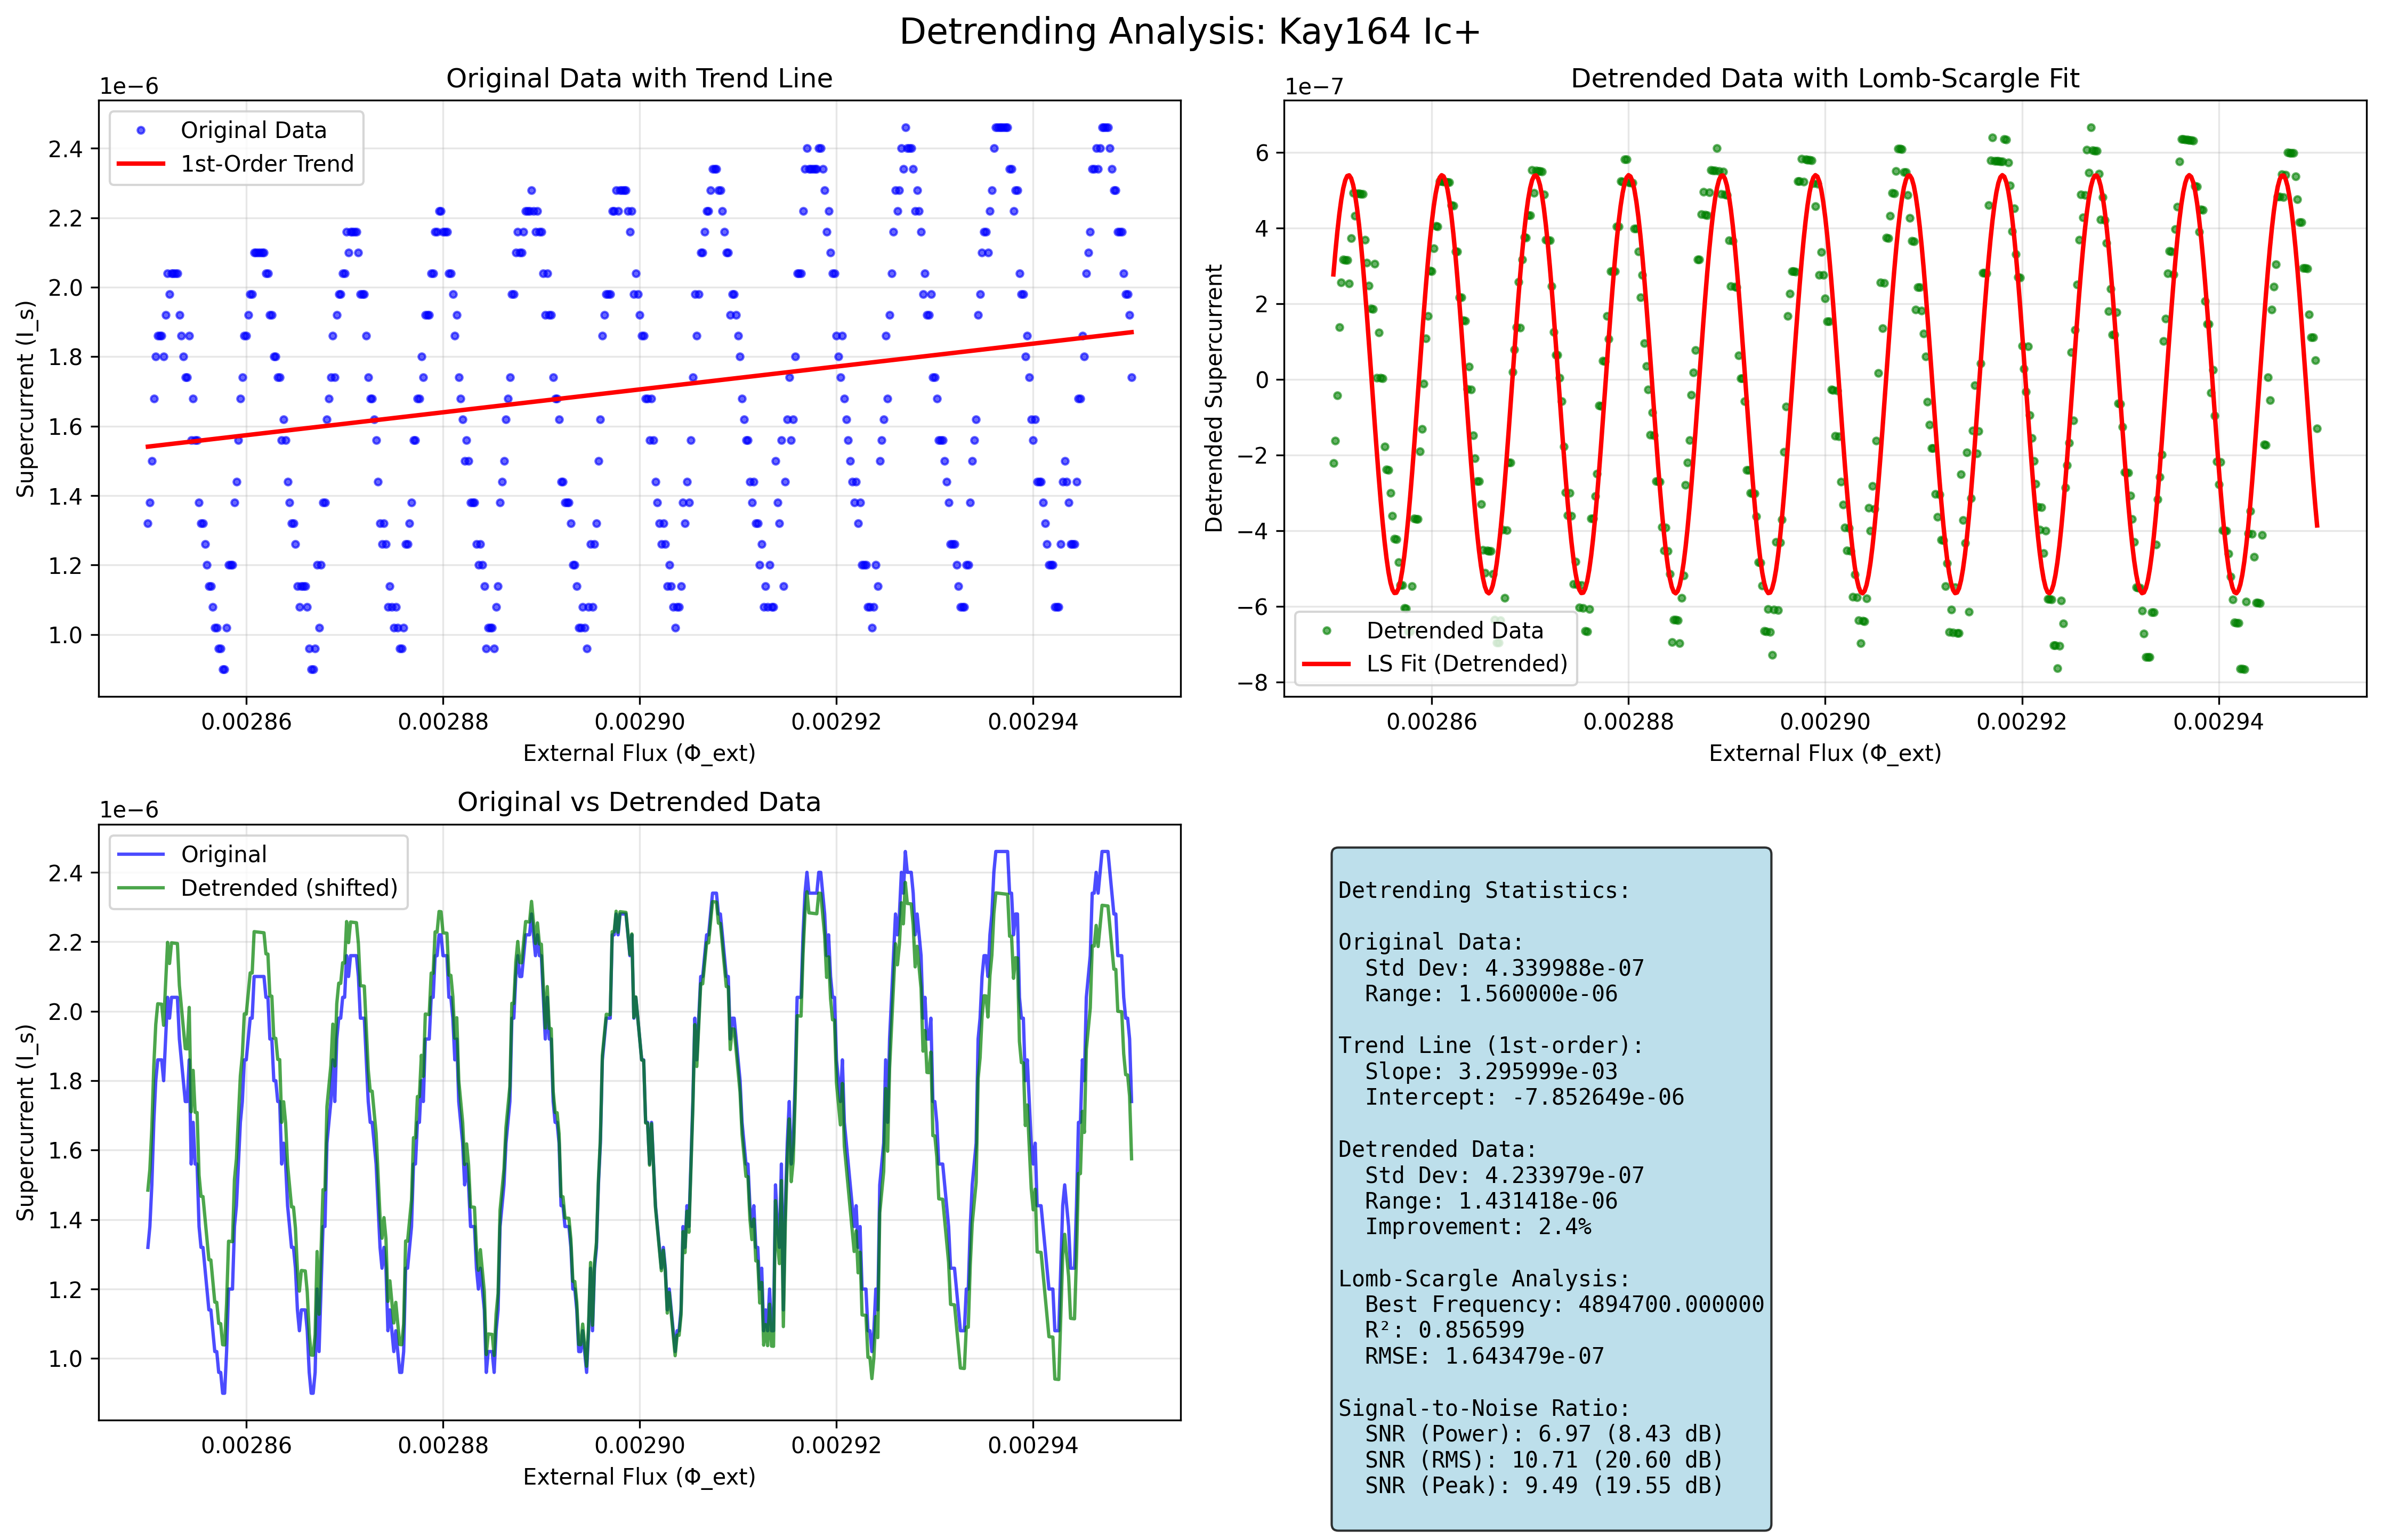 Detrending Analysis: Kay164 Ic+
Original Data with Trend Line
1e−6
Original Data
1st-Order Trend
Supercurrent (I_s)
2.4
2.2
2.0
1.8
1.6
1.4
1.2
1.0
0.00286
0.00288
0.00290
0.00292
0.00294
External Flux (Φ_ext)
Detrended Data with Lomb-Scargle Fit
1e−7
Detrended Supercurrent
6
4
2
0
−2
−4
−6
−8
Detrended Data
LS Fit (Detrended)
0.00286
0.00288
0.00290
0.00292
0.00294
External Flux (Φ_ext)
Original vs Detrended Data
1e−6
Original
Detrended (shifted)
Supercurrent (I_s)
2.4
2.2
2.0
1.8
1.6
1.4
1.2
1.0
0.00286
0.00288
0.00290
0.00292
0.00294
External Flux (Φ_ext)
Detrending Statistics:
Original Data:
Std Dev: 4.339988e-07
Range: 1.560000e-06
Trend Line (1st-order):
Slope: 3.295999e-03
Intercept: -7.852649e-06
Detrended Data:
Std Dev: 4.233979e-07
Range: 1.431418e-06
Improvement: 2.4%
Lomb-Scargle Analysis:
Best Frequency: 4894700.000000
R²: 0.856599
RMSE: 1.643479e-07
Signal-to-Noise Ratio:
SNR (Power): 6.97 (8.43 dB)
SNR (RMS): 10.71 (20.60 dB)
SNR (Peak): 9.49 (19.55 dB)